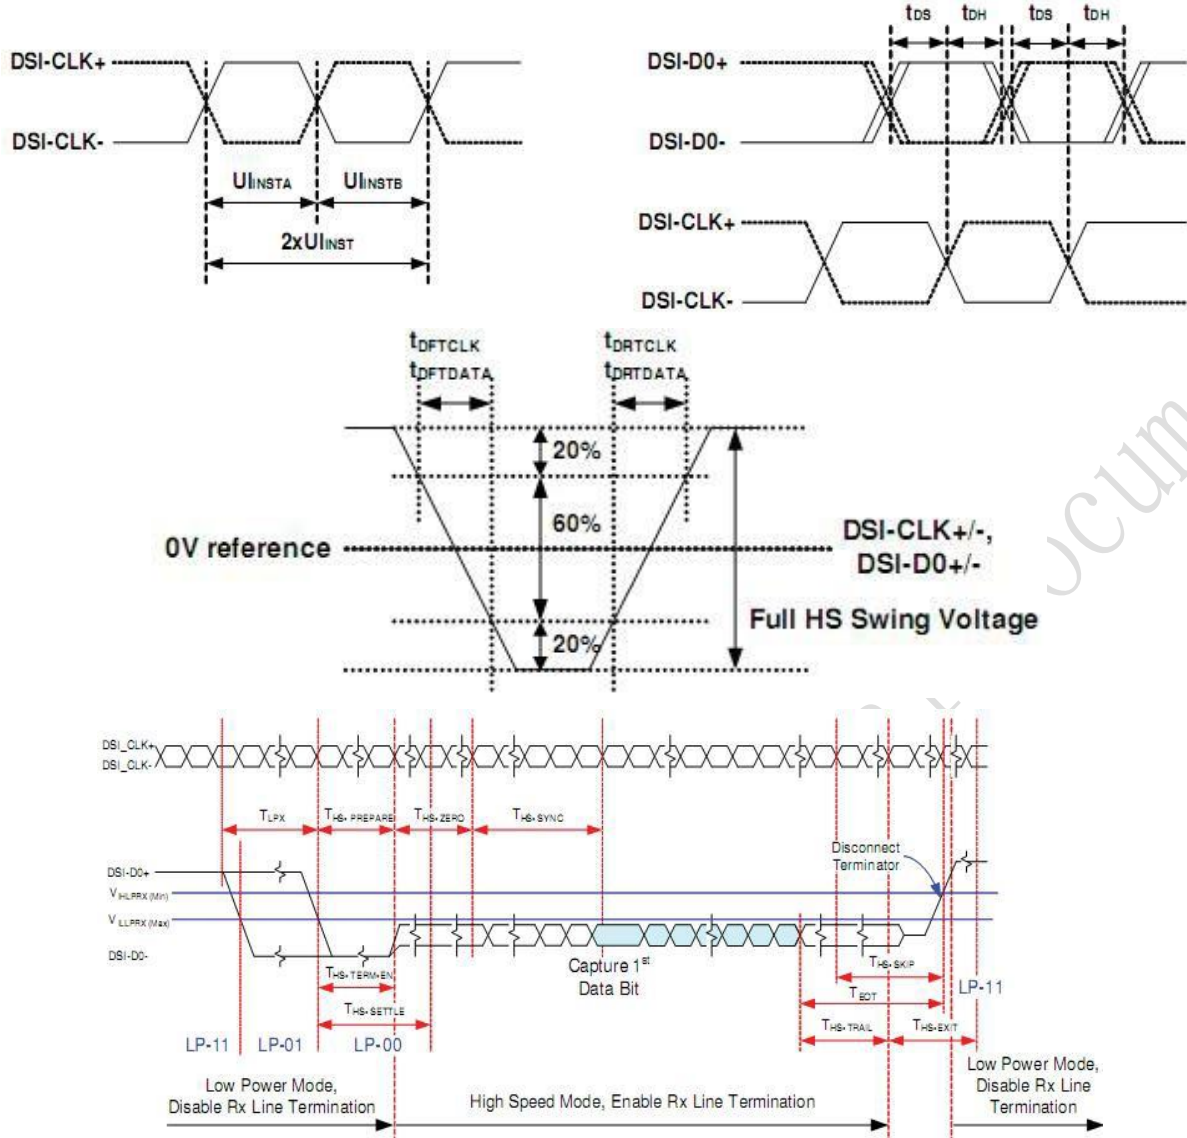 DSI-CLK+
DSI-CLK-
UIINSTA
UIINSTB
2xUIINST
tDS
tDH
tDS
tDH
DSI-D0+
DSI-D0-
DSI-CLK+
DSI-CLK-
tDFTCLK
tDFTDATA
tDRTCLK
tDRTDATA
20%
60%
20%
0V reference
DSI-CLK+/-,
DSI-D0+/-
Full HS Swing Voltage
DSI_CLK+
DSI_CLK-
TLPX
THS-PREPARE
THS-ZERO
THS-SYNC
Disconnect
Terminator
DSI-D0+
VIHLPRX (Min)
VILLPRX (Max)
DSI-D0-
THS-TERM-EN
THS-SETTLE
Capture 1st
Data Bit
THS-SKIP
TEOT
THS-TRAIL
THS-EXIT
LP-11
LP-11
LP-01
LP-00
Low Power Mode,
Disable Rx Line Termination
High Speed Mode, Enable Rx Line Termination
Low Power Mode,
Disable Rx Line
Termination